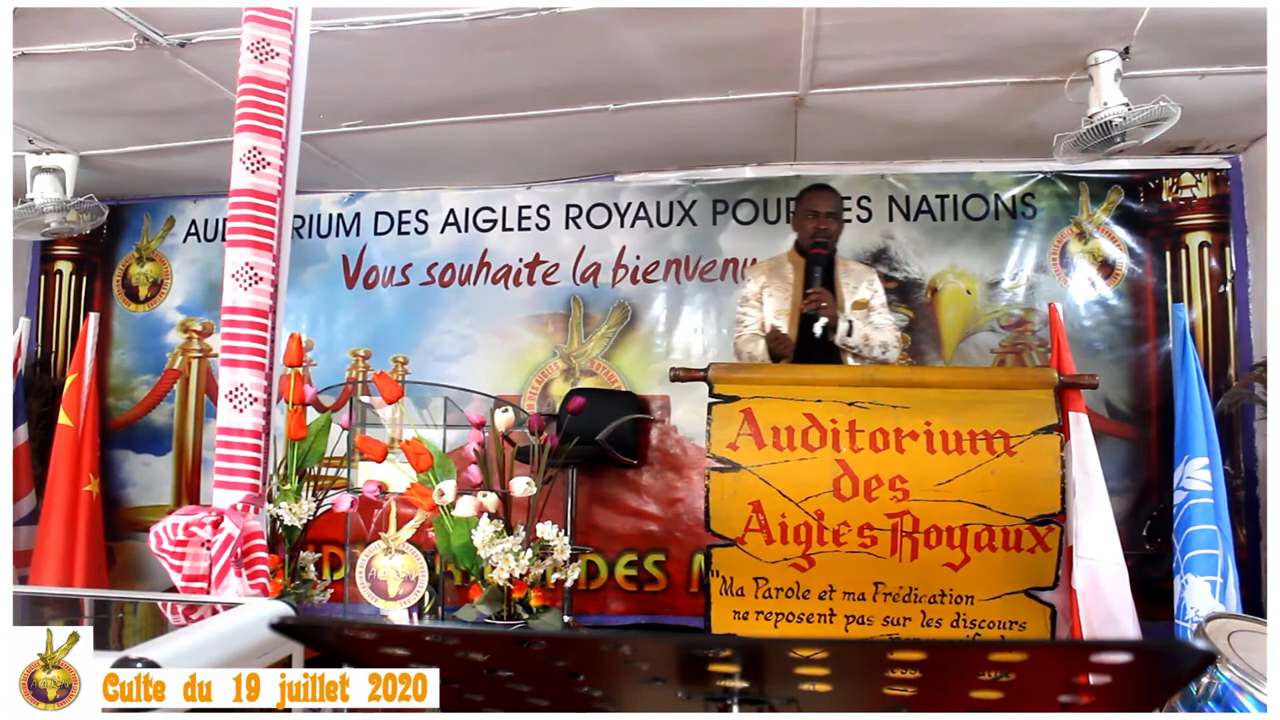 AUDITORIUM DES AIGLES ROYAUX POUR LES NATIONS
Vous souhaite la bienvenu
Auditorium
des
Aigles Royaux
"Ma Parole et ma Prédication
ne reposent pas sur les discours
DES
A.A.R.N
Culte du 19 juillet 2020